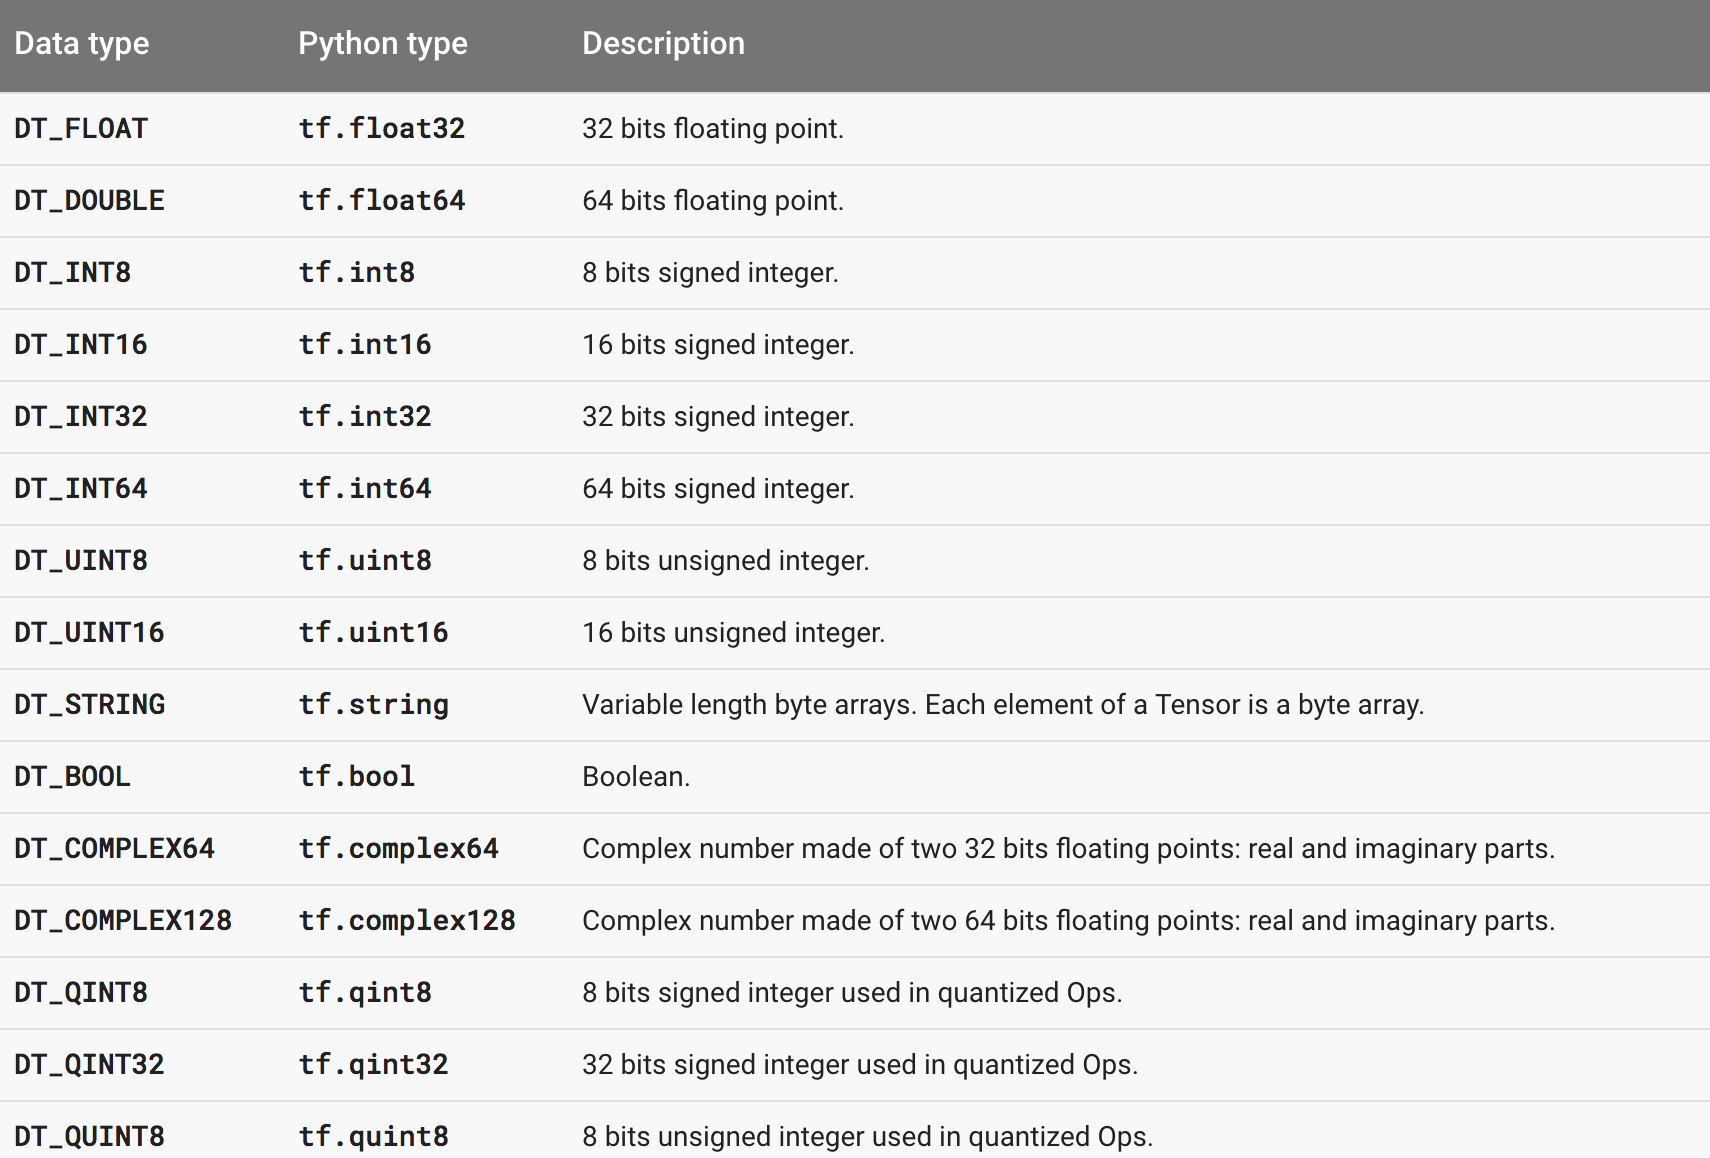 Data type Python type Description
DT_FLOAT tf.float32 32 bits floating point.
DT_DOUBLE tf.float64 64 bits floating point.
DT_INT8 tf.int8 8 bits signed integer.
DT_INT16 tf.int16 16 bits signed integer.
DT_INT32 tf.int32 32 bits signed integer.
DT_INT64 tf.int64 64 bits signed integer.
DT_UINT8 tf.uint8 8 bits unsigned integer.
DT_UINT16 tf.uint16 16 bits unsigned integer.
DT_STRING tf.string Variable length byte arrays. Each element of a Tensor is a byte array.
DT_BOOL tf.bool Boolean.
DT_COMPLEX64 tf.complex64 Complex number made of two 32 bits floating points: real and imaginary parts.
DT_COMPLEX128 tf.complex128 Complex number made of two 64 bits floating points: real and imaginary parts.
DT_QINT8 tf.qint8 8 bits signed integer used in quantized Ops.
DT_QINT32 tf.qint32 32 bits signed integer used in quantized Ops.
DT_QUINT8 tf.quint8 8 bits unsigned integer used in quantized Ops.